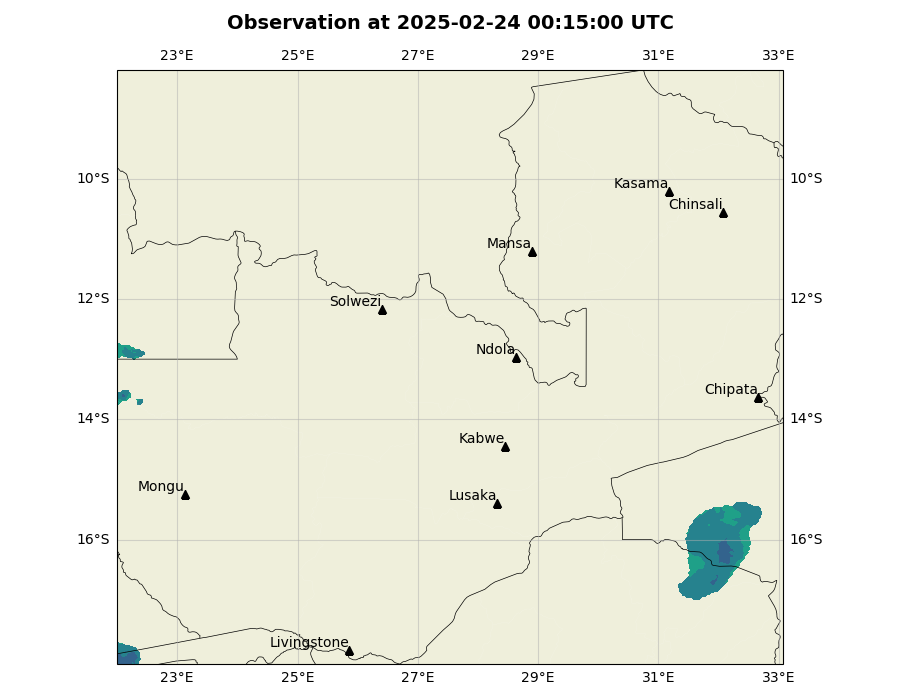 Observation at 2025-02-24 00:15:00 UTC
23°E 25°E 27°E 29°E 31°E 33°E
10°S 10°S
Kasama
Chinsali
Mansa
12°S 12°S
Solwezi
Ndola
Chipata
14°S 14°S
Kabwe
Mongu
Lusaka
16°S 16°S
Livingstone
23°E 25°E 27°E 29°E 31°E 33°E